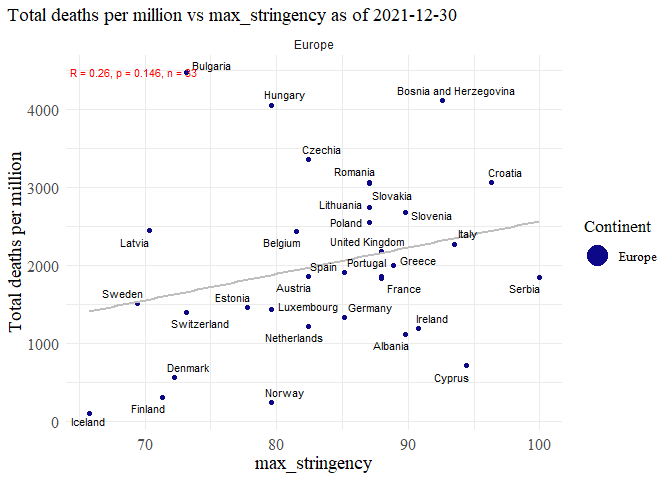 Total deaths per million vs max_stringency as of 2021-12-30
Europe
R = 0.26, p = 0.146, n = 33
Bulgaria
Hungary
Bosnia and Herzegovina
Czechia
Romania
Croatia
Slovakia
Lithuania
Slovenia
Poland
Latvia
Belgium
United Kingdom
Italy
Spain
Portugal
Greece
Austria
France
Serbia
Sweden
Estonia
Luxembourg
Germany
Switzerland
Netherlands
Ireland
Albania
Denmark
Cyprus
Finland
Norway
Iceland
4000
3000
2000
1000
0
70
80
90
100
max_stringency
Total deaths per million
Continent
Europe